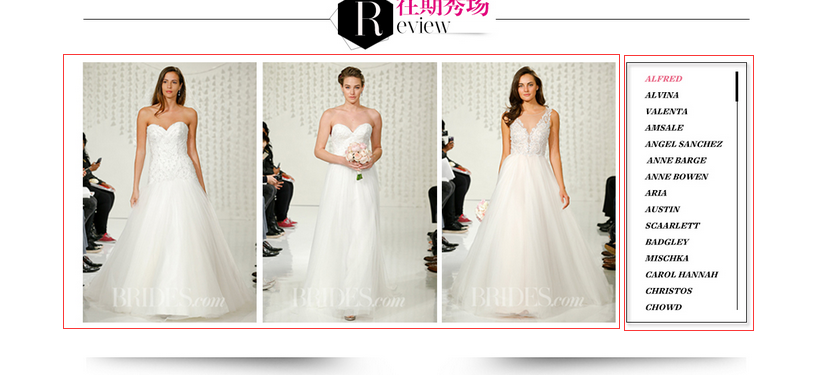 往期秀场
Review
BRIDES.com
BRIDES.com
BRIDES.com
ALFRED
ALVINA
VALENTA
AMSALE
ANGEL SANCHEZ
ANNE BARGE
ANNE BOWEN
ARIA
AUSTIN
SCAARLETT
BADGLEY
MISCHKA
CAROL HANNAH
CHRISTOS
CHOWD